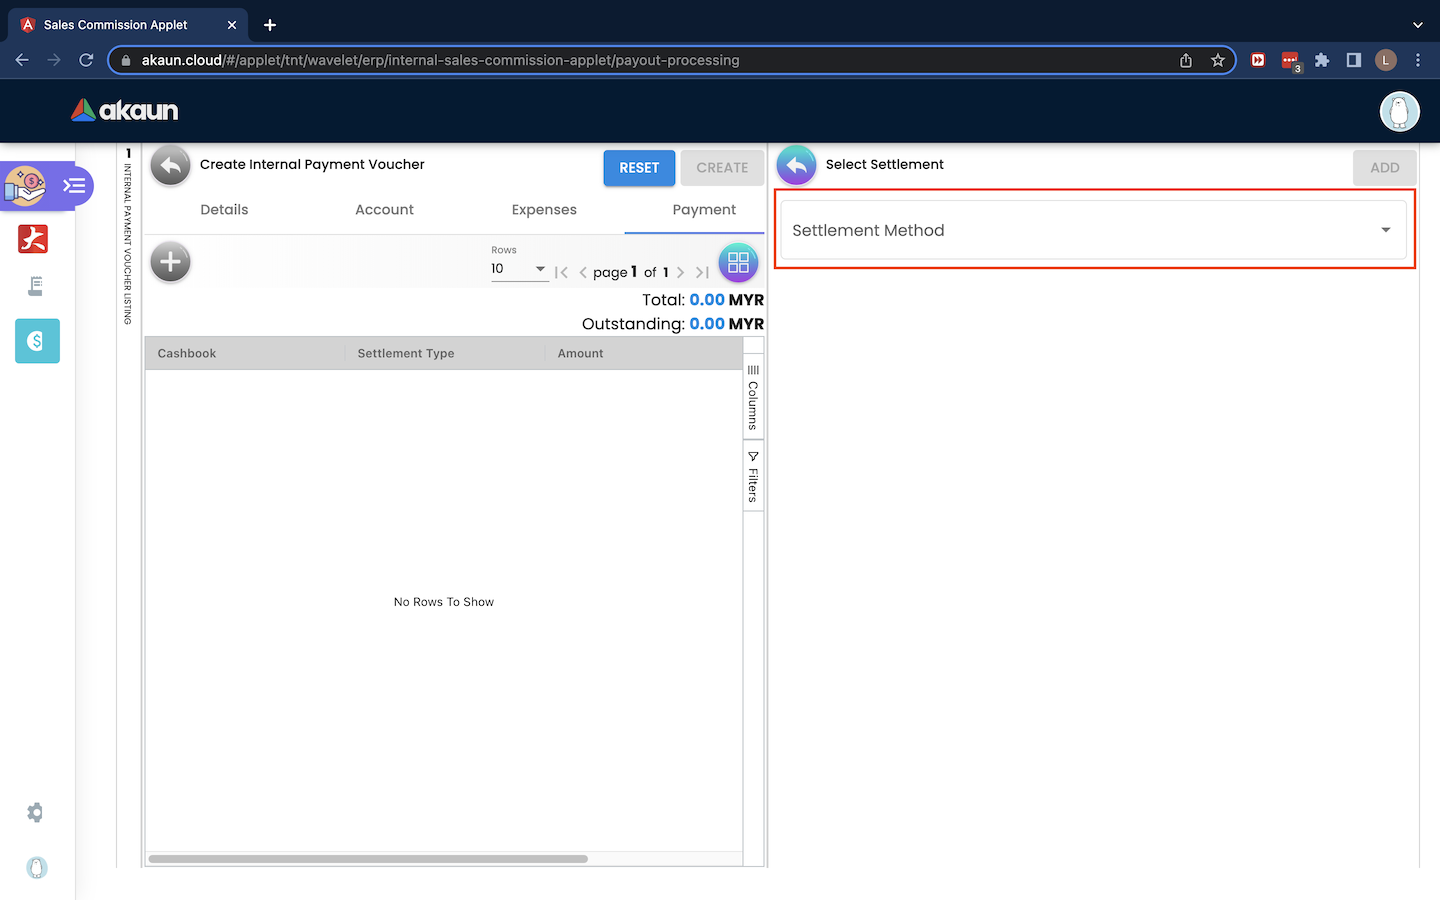 Sales Commission Applet
akaun.cloud/#/applet/tnt/wavelet/erp/internal-sales-commission-applet/payout-processing
3
L
akaun
1 INTERNAL PAYMENT VOUCHER LISTING
Create Internal Payment Voucher
RESET
CREATE
Details
Account
Expenses
Payment
Rows
10
page 1 of 1
Total: 0.00 MYR
Outstanding: 0.00 MYR
Cashbook
Settlement Type
Amount
Columns
Filters
No Rows To Show
Select Settlement
ADD
Settlement Method